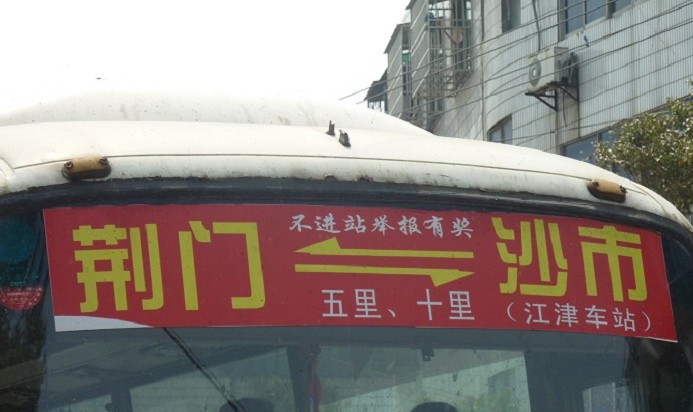 荆门
不进站举报有奖
五里、十里
沙市
（江津车站）